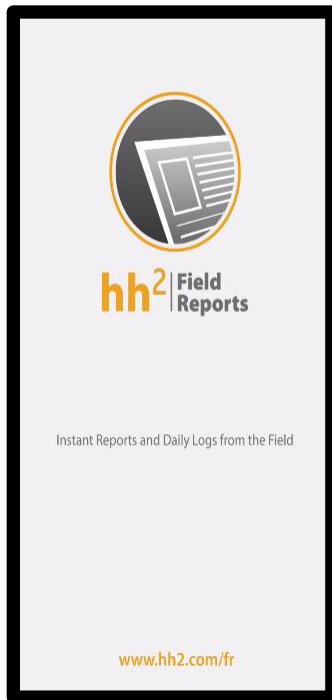 hh2 Field
Reports
Instant Reports and Daily Logs from the Field
www.hh2.com/fr